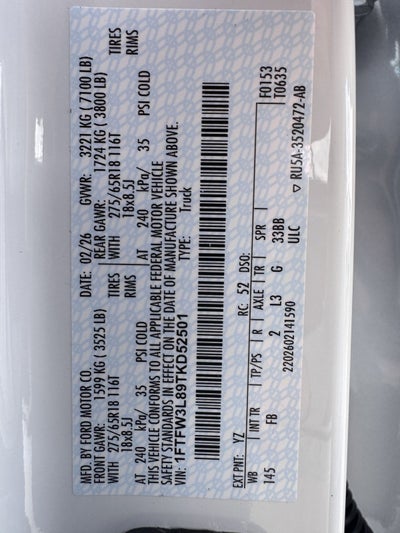 MFD. BY FORD MOTOR CO.
DATE: 02/26 GVWR: 3221 KG ( 7100 LB)
FRONT GAWR: 1599 KG ( 3525 LB) REAR GAWR: 1724 KG ( 3800 LB)
WITH 275/65R18 116T TIRES WITH 275/65R18 116T TIRES
18x8.5J RIMS 18x8.5J RIMS
AT 240 kPa/ 35 PSI COLD AT 240 kPa/ 35 PSI COLD
THIS VEHICLE CONFORMS TO ALL APPLICABLE FEDERAL MOTOR VEHICLE
SAFETY STANDARDS IN EFFECT ON THE DATE OF MANUFACTURE SHOWN ABOVE.
VIN: 1FTFW3L89TKD52501 TYPE: Truck
F0153
T0635
EXT PNT: YZ RC: 52 DSO:
WB INT TR TP/PS R AXLE TR SPR
145 FB 2 L3 G 33BB
ULC
2202602141590
▽ RU5A-3520472-AB